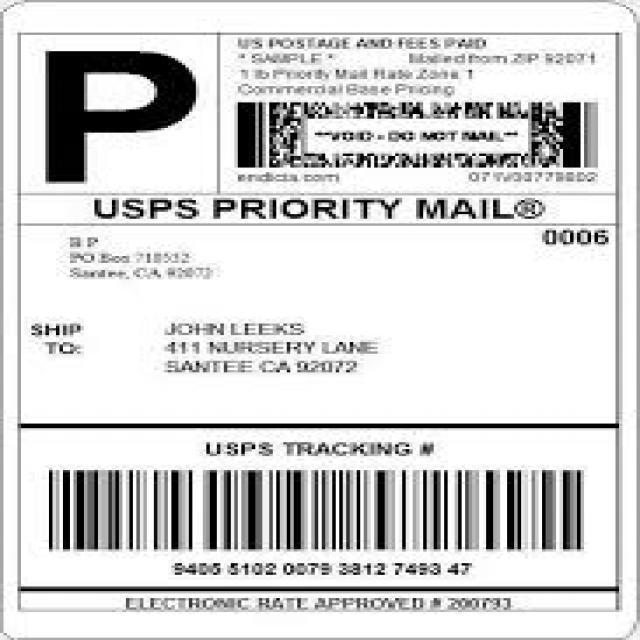 P
US POSTAGE AND FEES PAID
* SAMPLE * Mailed from ZIP 92071
1 lb Priority Mail Rate Zone 1
Commercial Base Pricing
**VOID - DO NOT MAIL**
endicia.com 071V00779802
USPS PRIORITY MAIL®
0006
PO Box
Santee, CA 92072
SHIP TO:
JOHN LEEKS
411 NURSERY LANE
SANTEE CA 92072
USPS TRACKING #
9405 5102 0079 3812 7493 47
ELECTRONIC RATE APPROVED # 200793